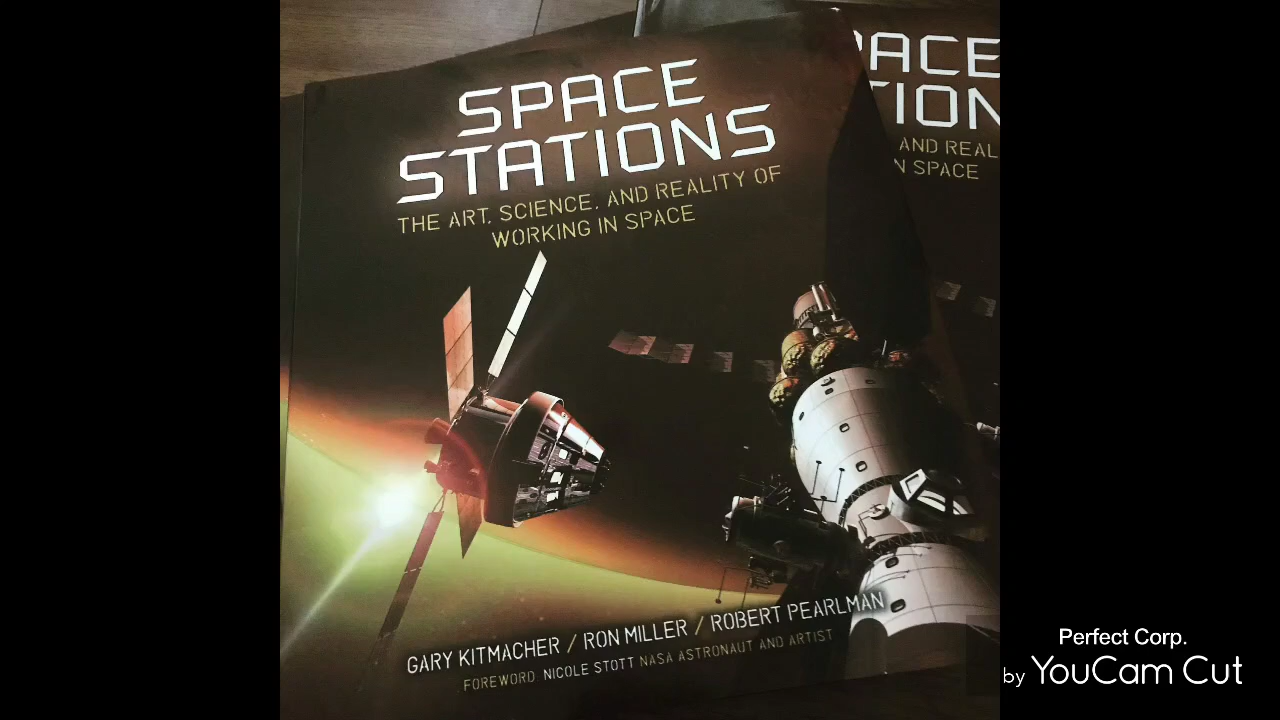 SPACE
STATIONS
THE ART, SCIENCE, AND REALITY OF
WORKING IN SPACE
GARY KITMACHER / RON MILLER / ROBERT PEARLMAN
FOREWORD NICOLE STOTT NASA ASTRONAUT AND ARTIST
PACE
TION
AND REAL
N SPACE
Perfect Corp.
by YouCam Cut